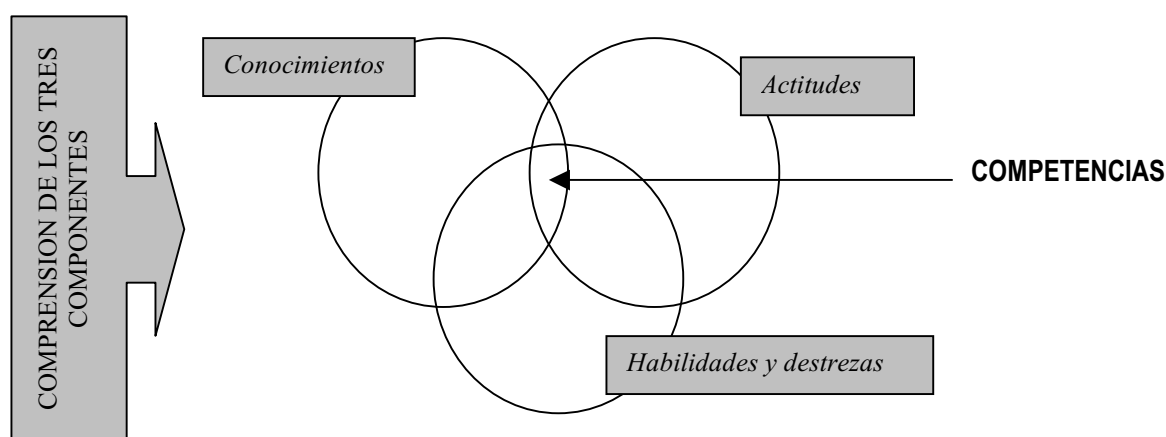 COMPRENSION DE LOS TRES
COMPONENTES
Conocimientos
Actitudes
COMPETENCIAS
Habilidades y destrezas